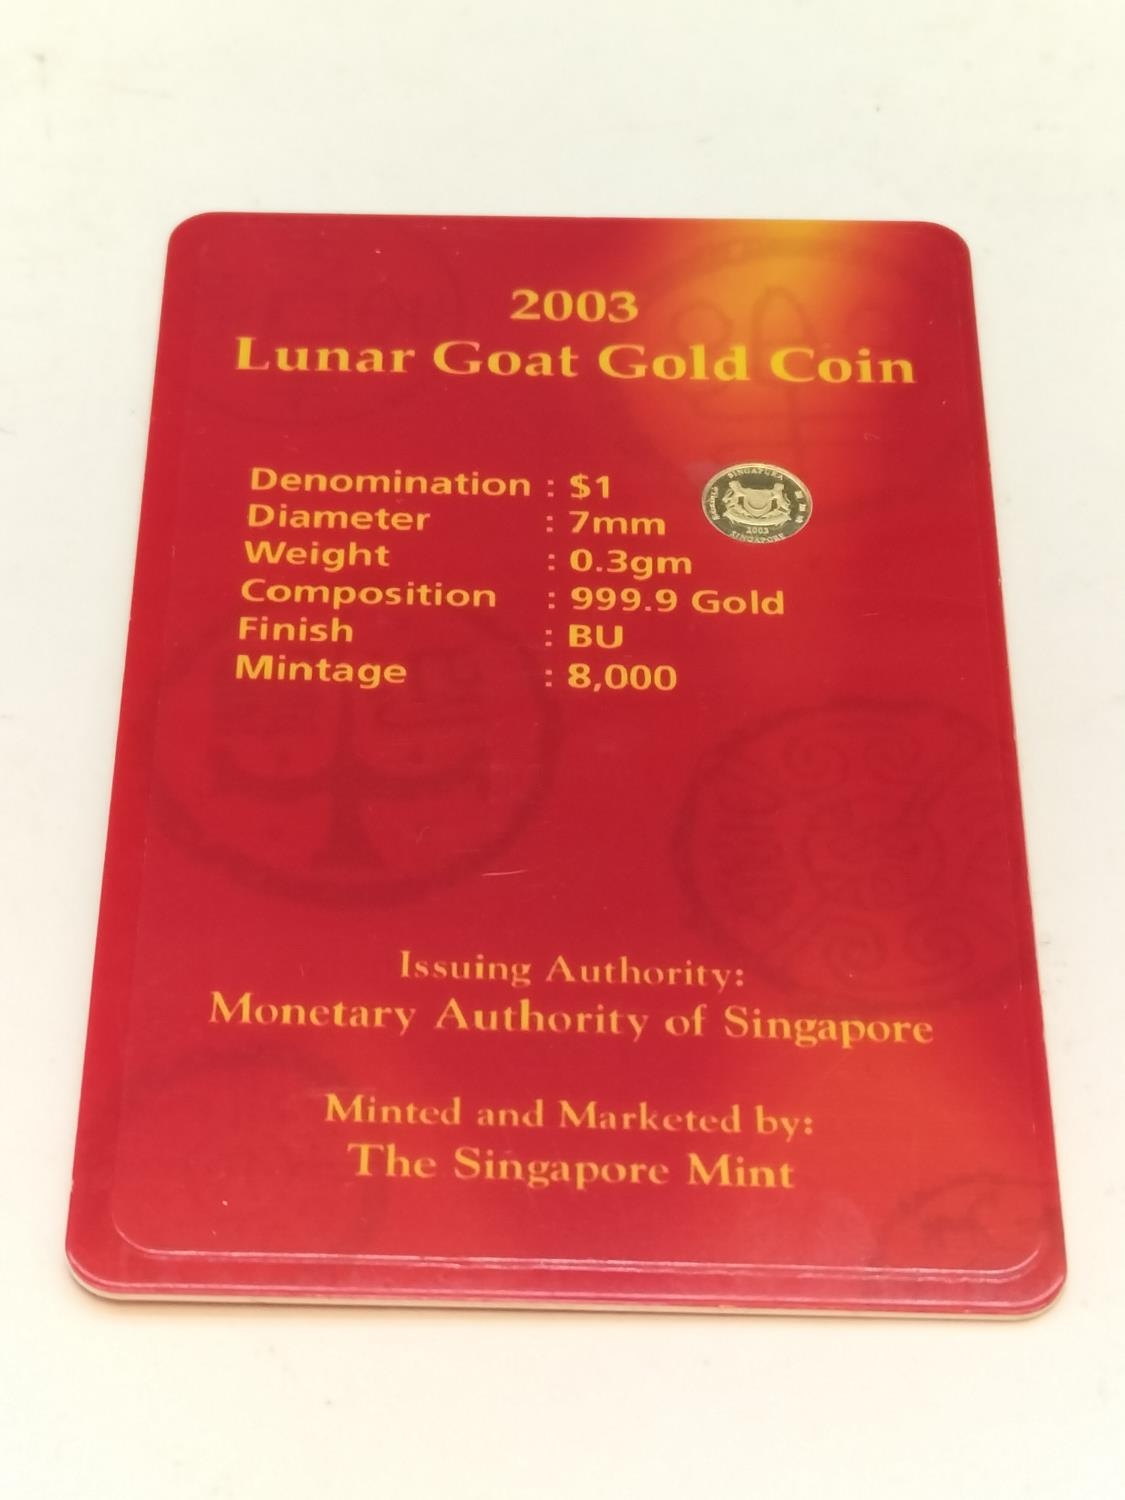 2003
Lunar Goat Gold Coin
Denomination : $1
Diameter : 7mm
Weight : 0.3gm
Composition : 999.9 Gold
Finish : BU
Mintage : 8,000
SINGAPURA
2003
SINGAPORE
Issuing Authority:
Monetary Authority of Singapore
Minted and Marketed by:
The Singapore Mint